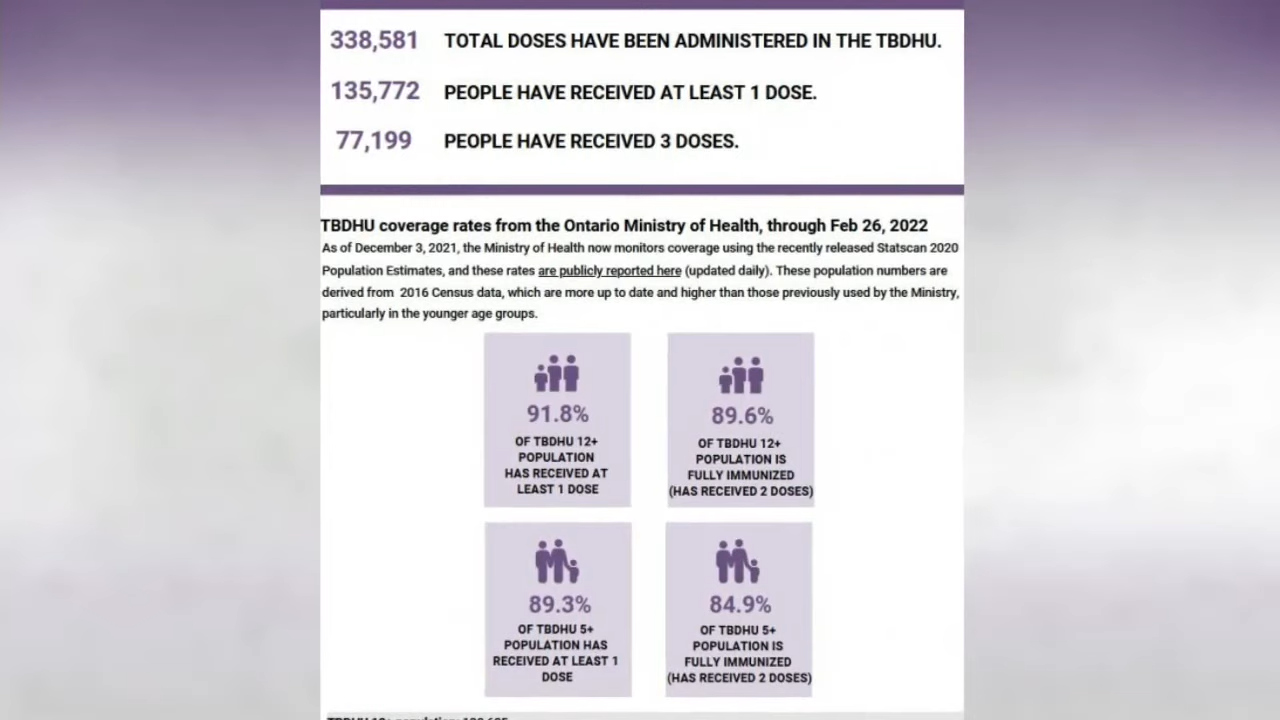 338,581 TOTAL DOSES HAVE BEEN ADMINISTERED IN THE TBDHU.
135,772 PEOPLE HAVE RECEIVED AT LEAST 1 DOSE.
77,199 PEOPLE HAVE RECEIVED 3 DOSES.
TBDHU coverage rates from the Ontario Ministry of Health, through Feb 26, 2022
As of December 3, 2021, the Ministry of Health now monitors coverage using the recently released Statscan 2020
Population Estimates, and these rates are publicly reported here (updated daily). These population numbers are
derived from 2016 Census data, which are more up to date and higher than those previously used by the Ministry,
particularly in the younger age groups.
91.8%
OF TBDHU 12+
POPULATION
HAS RECEIVED AT
LEAST 1 DOSE
89.6%
OF TBDHU 12+
POPULATION IS
FULLY IMMUNIZED
(HAS RECEIVED 2 DOSES)
89.3%
OF TBDHU 5+
POPULATION HAS
RECEIVED AT LEAST 1
DOSE
84.9%
OF TBDHU 5+
POPULATION IS
FULLY IMMUNIZED
(HAS RECEIVED 2 DOSES)